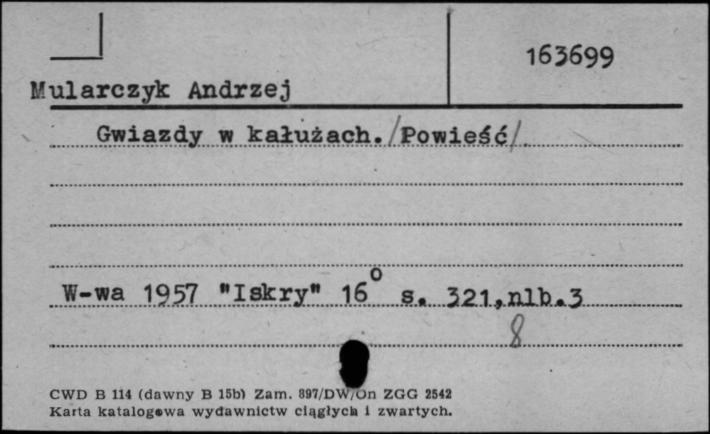 163699
Mularczyk Andrzej
Gwiazdy w kałużach./Powieść/
W-wa 1957 "Iskry" 16° s. 321,nlb.3
8
CWD B 114 (dawny B 15b) Zam. 897/DW/On ZGG 2542
Karta katalogowa wydawnictw ciągłych i zwartych.